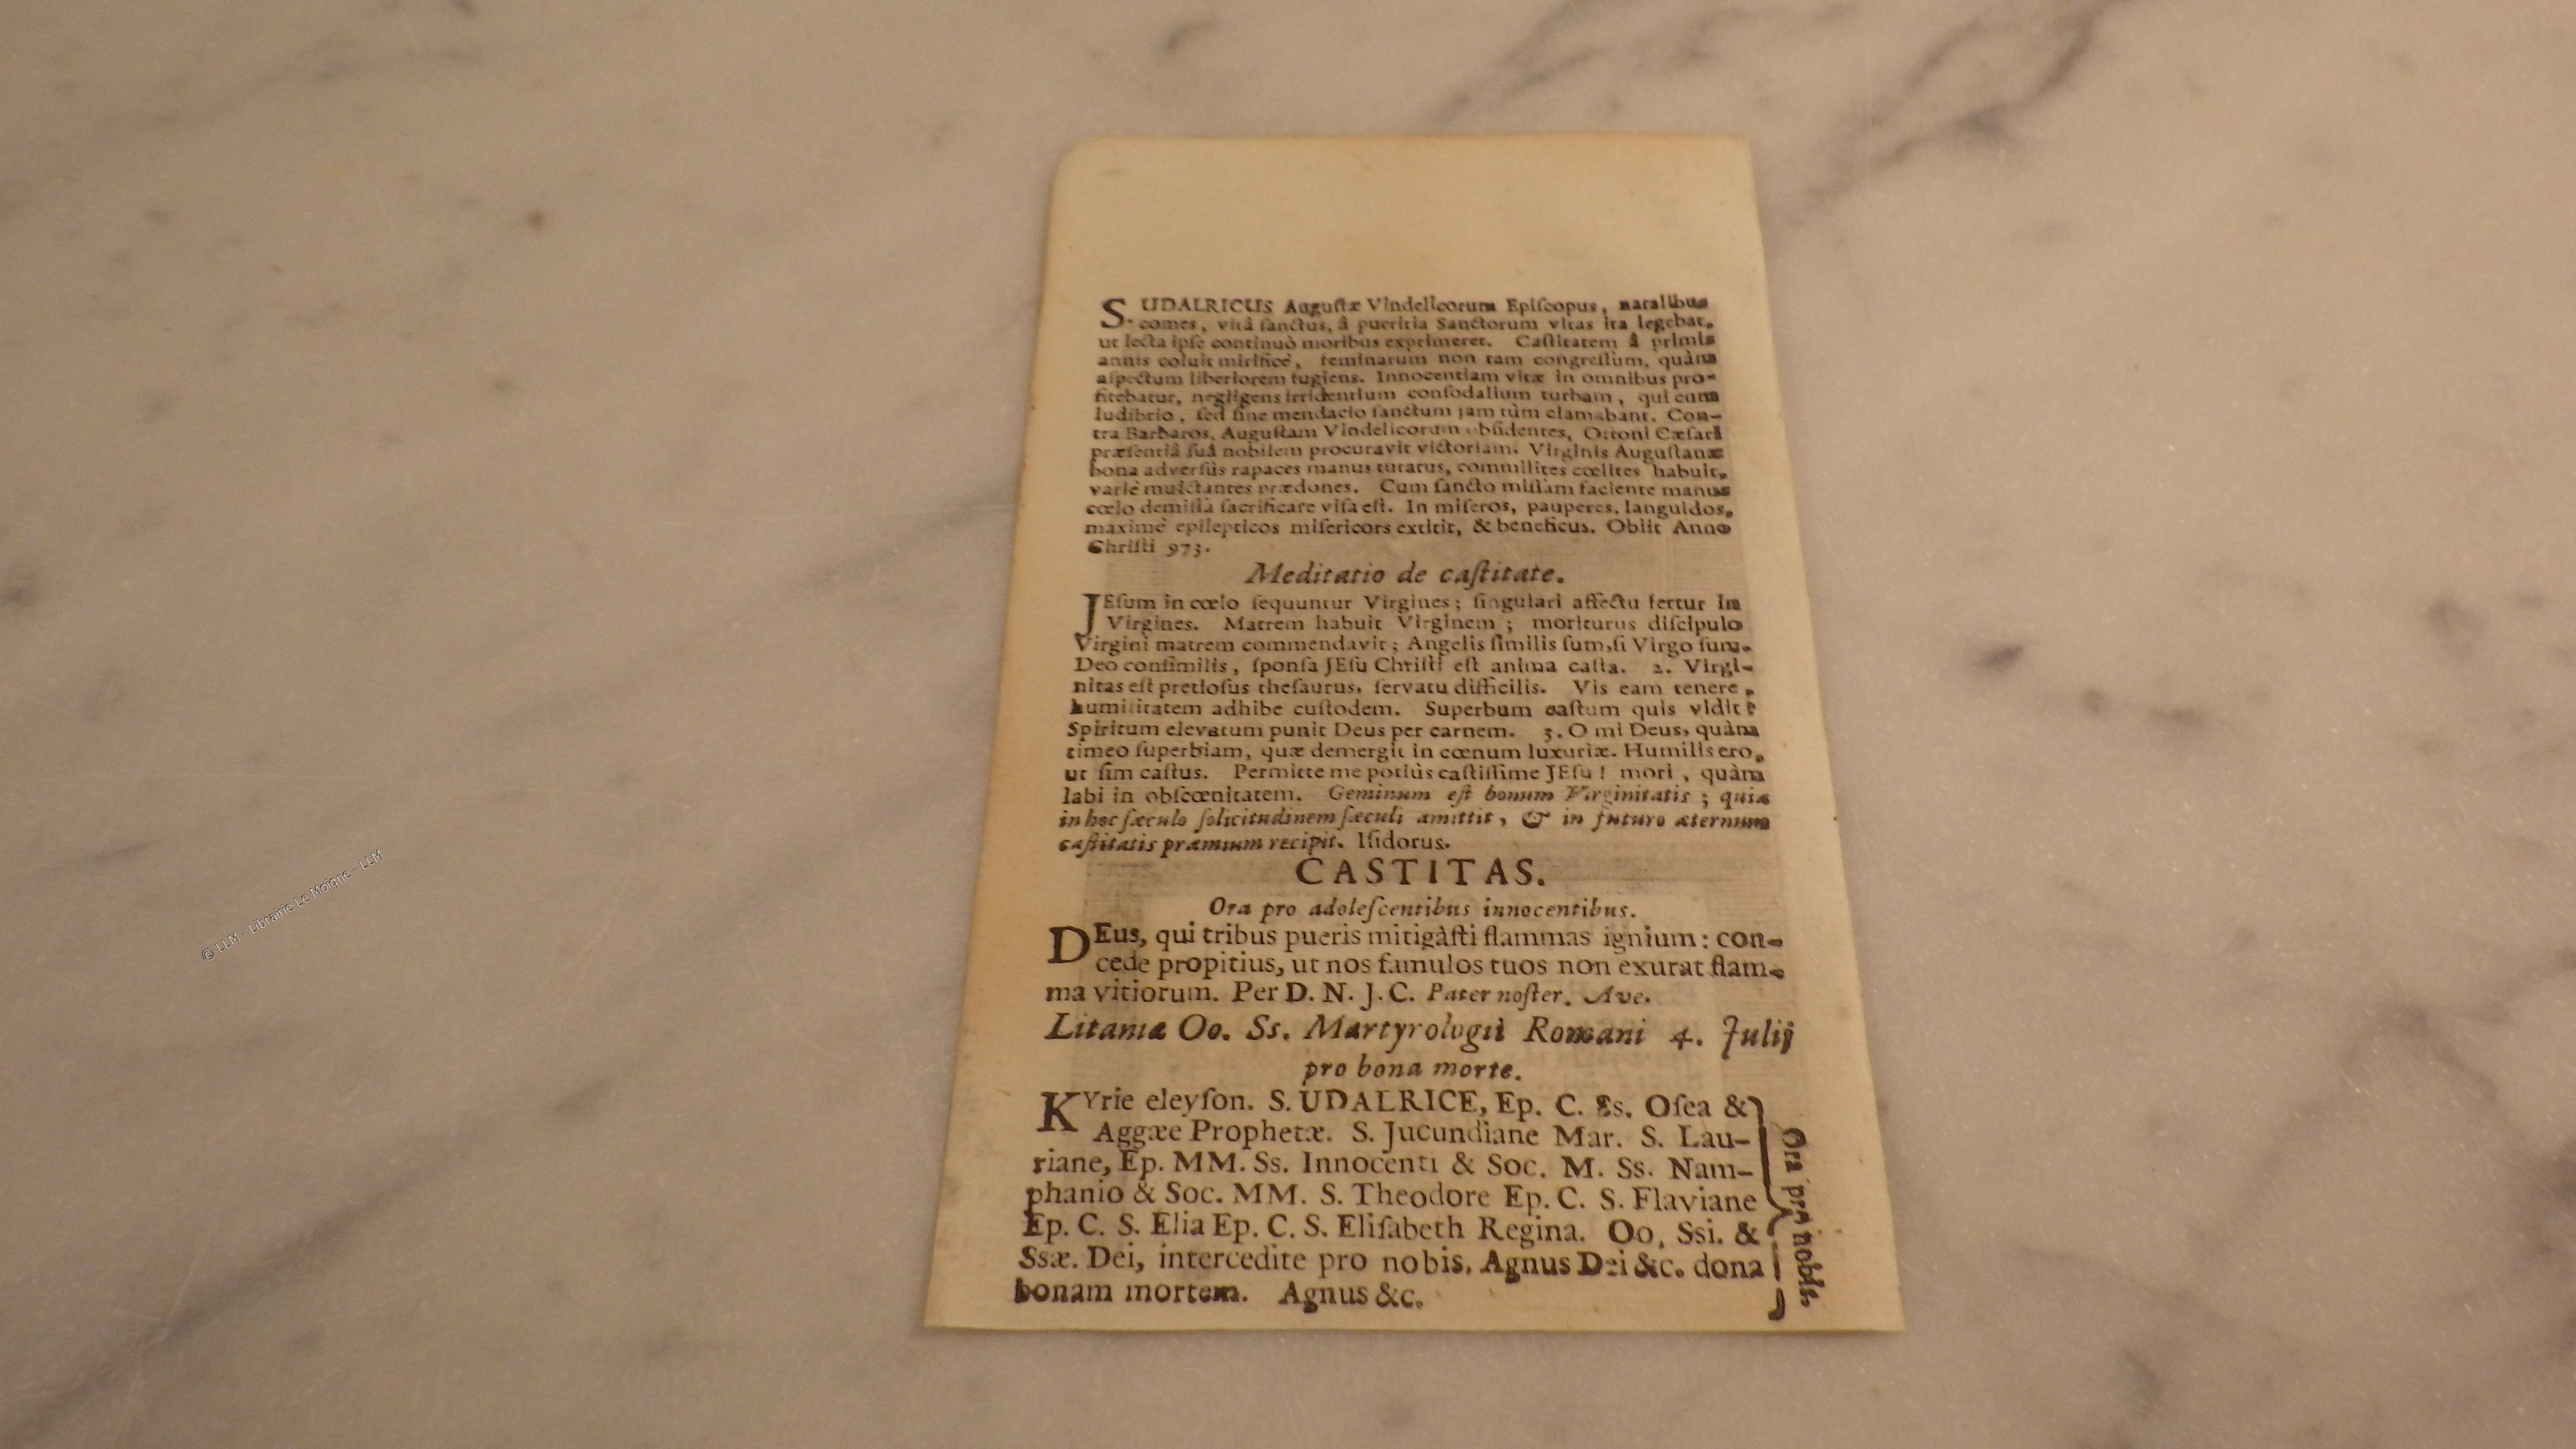 S. UDALRICUS Augustæ Vindelicorum Episcopus, natalibus
comes, vitâ sanctus, â pueritia Sanctorum vitas ita legebat,
ut lecta ipse continuò moribus exprimeret. Castitatem â primis
annis coluit mirificè, feminarum non tam congressum, quàm
aspectum liberiorem fugiens. Innocentiam vitæ in omnibus pro-
fitebatur, negligens irridentium consodalium turbam, qui cum
ludibrio, sed sine mendacio sanctum jam tùm clamabant. Con-
tra Barbaros, Augustam Vindelicorum obsidentes, Ottoni Cæsari
præsentiâ suâ nobilem procuravit victoriam. Virginis Augustanæ
bona adversùs rapaces manus tutatus, commilites cœlites habuit,
variè mulctantes prædones. Cum sancto missam faciente manus
cœlo demissa sacrificare visa est. In miseros, pauperes, languidos,
maximè epilepticos misericors extitit, & beneficus. Obiit Anno
Christi 973.
Meditatio de castitate.
JEsum in cœlo sequuntur Virgines; singulari affectu fertur in
Virgines. Matrem habuit Virginem; moriturus discipulo
Virgini matrem commendavit; Angelis similis sum, si Virgo sum.
Deo consimilis, sponsa JEsu Christi est anima casta. 2. Virgi-
nitas est pretiosus thesaurus, servatu difficilis. Vis eam tenere,
humilitatem adhibe custodem. Superbum castum quis vidit?
Spiritum elevatum punit Deus per carnem. 3. O mi Deus, quàm
timeo superbiam, quæ demergit in cœnum luxuriæ. Humilis ero,
ut sim castus. Permitte me potiùs castissime JEsu! mori, quàm
labi in obscœnitatem. Geminum est bonum Virginitatis; quia
in hoc sæculo solicitudinem sæculi amittit, & in futuro æternum
castitatis præmium recipit. Isidorus.
CASTITAS.
Ora pro adolescentibus innocentibus.
DEus, qui tribus pueris mitigàsti flammas ignium: con-
cede propitius, ut nos famulos tuos non exurat flam-
ma vitiorum. Per D. N. J. C. Pater noster. Ave.
Litaniæ Oo. Ss. Martyrologii Romani 4. Julij
pro bona morte.
KYrie eleyson. S. UDALRICE, Ep. C. Ss. Osea &
Aggæe Prophetæ. S. Jucundiane Mar. S. Lau-
riane, Ep. MM. Ss. Innocenti & Soc. M. Ss. Nam-
phanio & Soc. MM. S. Theodore Ep. C. S. Flaviane
Ep. C. S. Elia Ep. C. S. Elisabeth Regina. Oo. Ssi. &
Ssæ. Dei, intercedite pro nobis. Agnus Dei &c. dona
bonam mortem. Agnus &c.
Ora pro nobis.
© LLM - Librairie Le Moigne - LLM